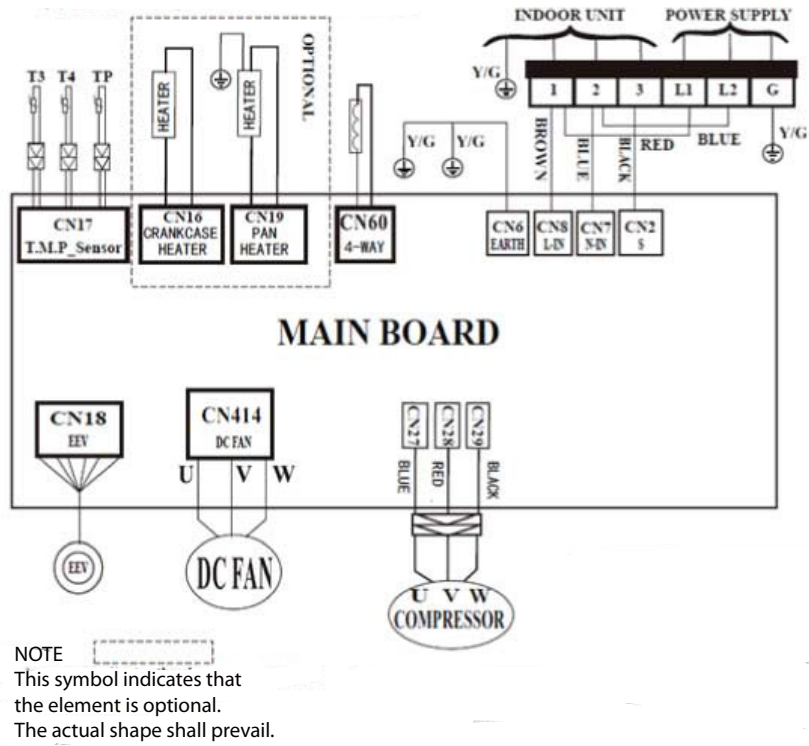 INDOOR UNIT POWER SUPPLY
T3 T4 TP
HEATER
HEATER
OPTIONAL
Y/G
1 2 3 L1 L2 G
Y/G Y/G
BROWN
BLUE
BLACK
RED
BLUE
Y/G
CN17
T.M.P_Sensor
CN16
CRANKCASE
HEATER
CN19
PAN
HEATER
CN60
4-WAY
CN6
EARTH
CN8
L-IN
CN7
N-IN
CN2
S
MAIN BOARD
CN18
EEV
CN414
DC FAN
U V W
CN27
CN28
CN29
BLUE
RED
BLACK
EEV
DC FAN
U V W
COMPRESSOR
NOTE
This symbol indicates that
the element is optional.
The actual shape shall prevail.